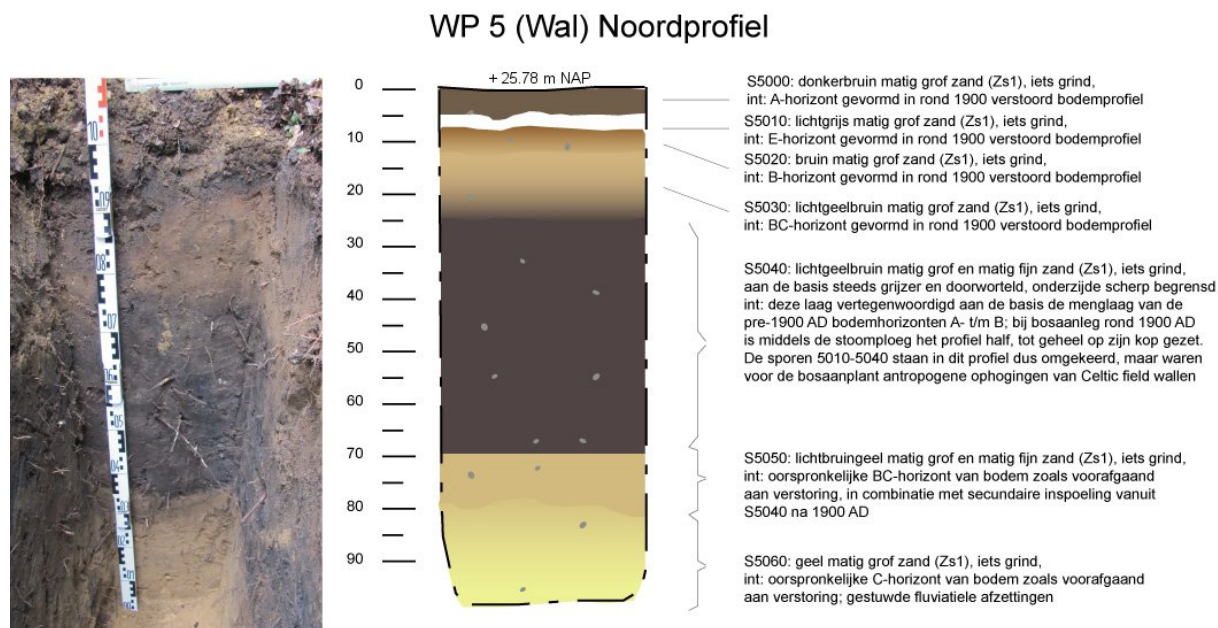 WP 5 (Wal) Noordprofiel
+ 25.78 m NAP
0
10
20
30
40
50
60
70
80
90
S5000: donkerbruin matig grof zand (Zs1), iets grind,
int: A-horizont gevormd in rond 1900 verstoord bodemprofiel
S5010: lichtgrijs matig grof zand (Zs1), iets grind,
int: E-horizont gevormd in rond 1900 verstoord bodemprofiel
S5020: bruin matig grof zand (Zs1), iets grind,
int: B-horizont gevormd in rond 1900 verstoord bodemprofiel
S5030: lichtgeelbruin matig grof zand (Zs1), iets grind,
int: BC-horizont gevormd in rond 1900 verstoord bodemprofiel
S5040: lichtgeelbruin matig grof en matig fijn zand (Zs1), iets grind,
aan de basis steeds grijzer en doorworteld, onderzijde scherp begrensd
int: deze laag vertegenwoordigd aan de basis de menglaag van de
pre-1900 AD bodemhorizonten A- t/m B; bij bosaanleg rond 1900 AD
is middels de stoomploeg het profiel half, tot geheel op zijn kop gezet.
De sporen 5010-5040 staan in dit profiel dus omgekeerd, maar waren
voor de bosaanplant antropogene ophogingen van Celtic field wallen
S5050: lichtbruingeel matig grof en matig fijn zand (Zs1), iets grind,
int: oorspronkelijke BC-horizont van bodem zoals voorafgaand
aan verstoring, in combinatie met secundaire inspoeling vanuit
S5040 na 1900 AD
S5060: geel matig grof zand (Zs1), iets grind,
int: oorspronkelijke C-horizont van bodem zoals voorafgaand
aan verstoring; gestuwde fluviatiele afzettingen
10
09
08
07
06
05
04
03
02
01